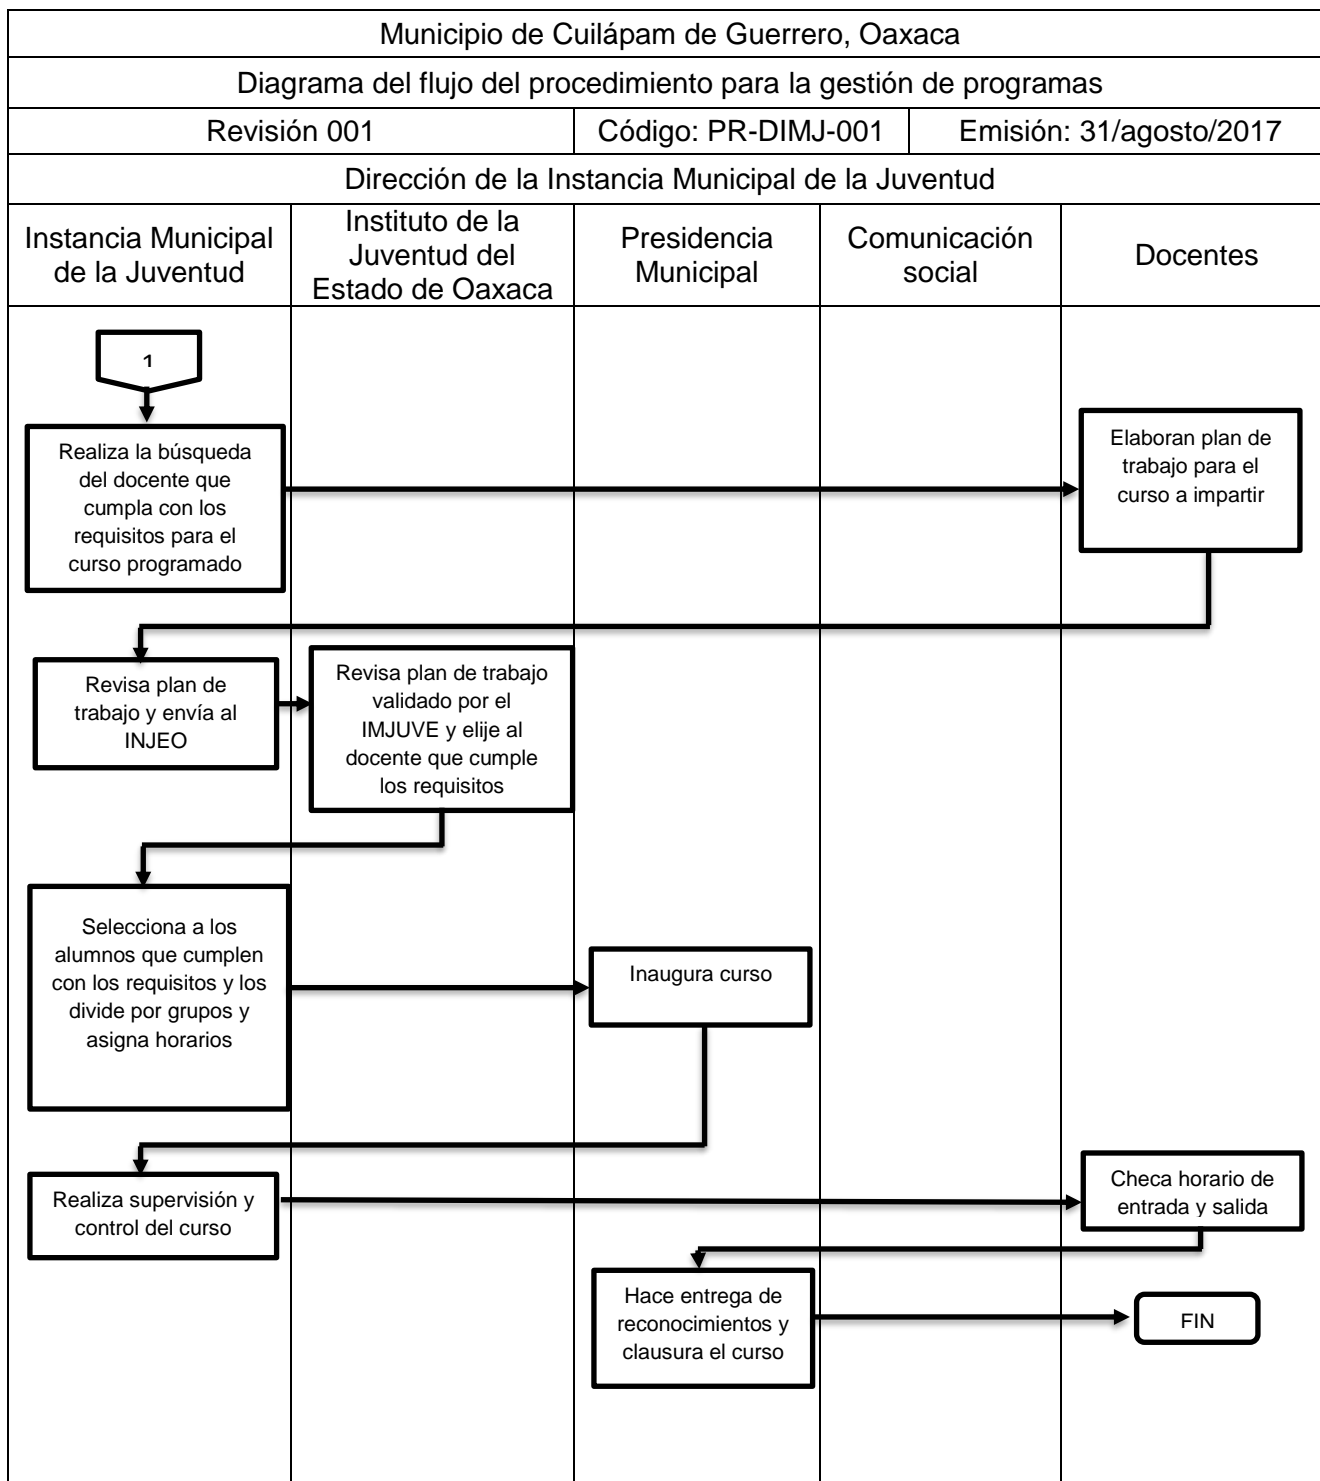 Municipio de Cuilápam de Guerrero, Oaxaca
Diagrama del flujo del procedimiento para la gestión de programas
Revisión 001
Código: PR-DIMJ-001
Emisión: 31/agosto/2017
Dirección de la Instancia Municipal de la Juventud
Instancia Municipal
de la Juventud
Instituto de la
Juventud del
Estado de Oaxaca
Presidencia
Municipal
Comunicación
social
Docentes
1
Realiza la búsqueda
del docente que
cumpla con los
requisitos para el
curso programado
Elaboran plan de
trabajo para el
curso a impartir
Revisa plan de
trabajo y envía al
INJEO
Revisa plan de trabajo
validado por el
IMJUVE y elije al
docente que cumple
los requisitos
Selecciona a los
alumnos que cumplen
con los requisitos y los
divide por grupos y
asigna horarios
Inaugura curso
Realiza supervisión y
control del curso
Checa horario de
entrada y salida
Hace entrega de
reconocimientos y
clausura el curso
FIN